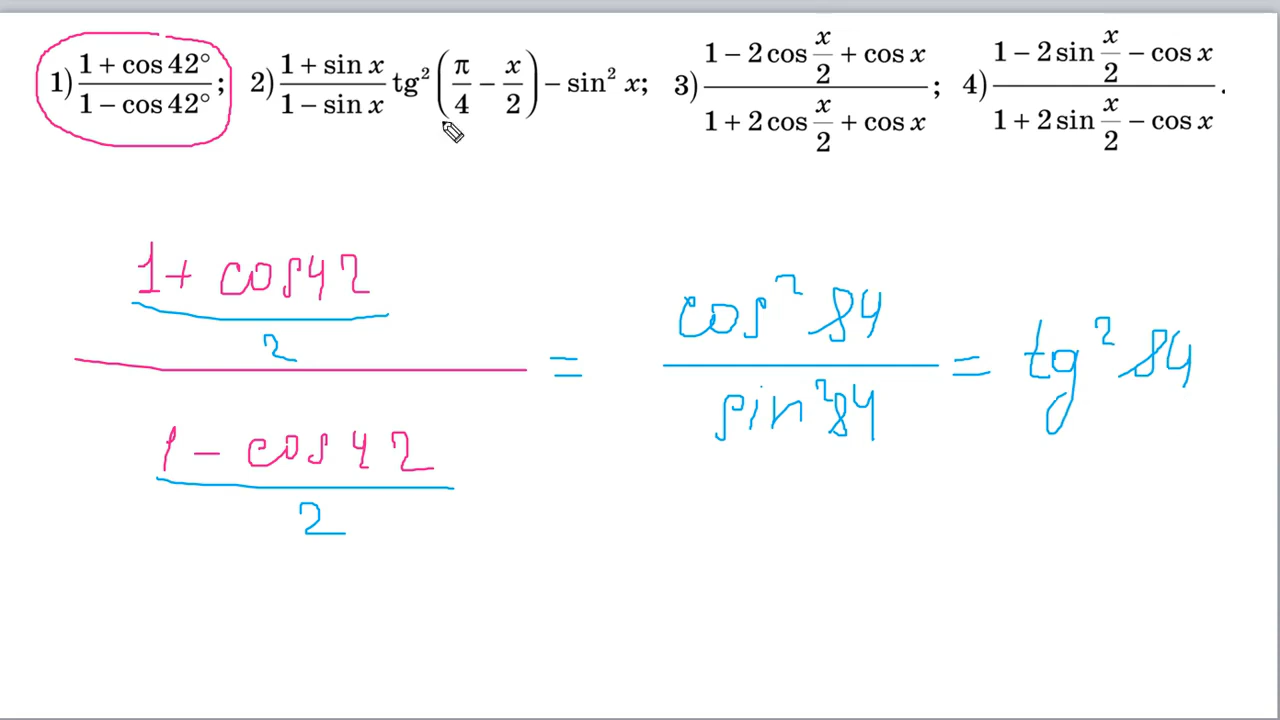 1) (1 + cos 42°)/(1 − cos 42°); 2) (1 + sin x)/(1 − sin x) tg²(π/4 − x/2) − sin² x; 3) (1 − 2 cos x/2 + cos x)/(1 + 2 cos x/2 + cos x); 4) (1 − 2 sin x/2 − cos x)/(1 + 2 sin x/2 − cos x).
((1 + cos 42)/2)/((1 − cos 42)/2) = (cos² 84)/(sin² 84) = tg² 84